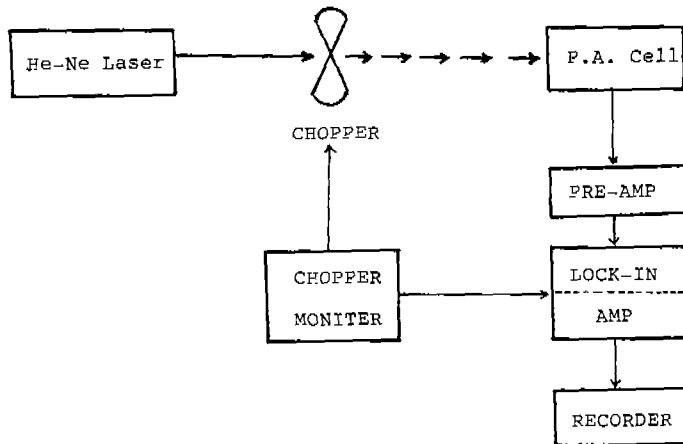 He-Ne Laser
P.A. Cell
CHOPPER
PRE-AMP
CHOPPER
MONITER
LOCK-IN
AMP
RECORDER